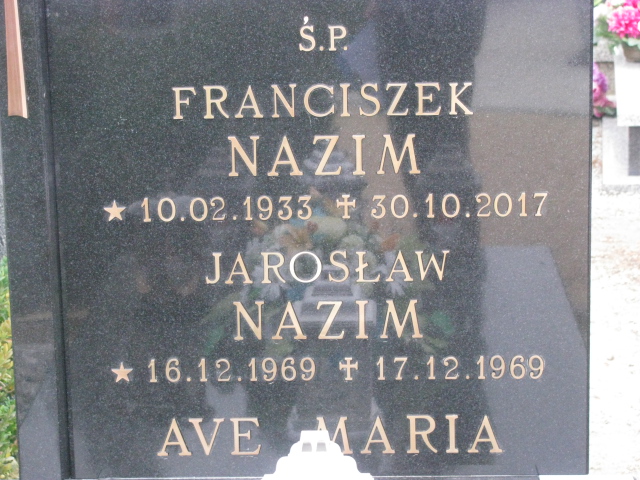 Ś.P.
FRANCISZEK
NAZIM
★ 10.02.1933 ✝ 30.10.2017
JAROSŁAW
NAZIM
★ 16.12.1969 ✝ 17.12.1969
AVE MARIA